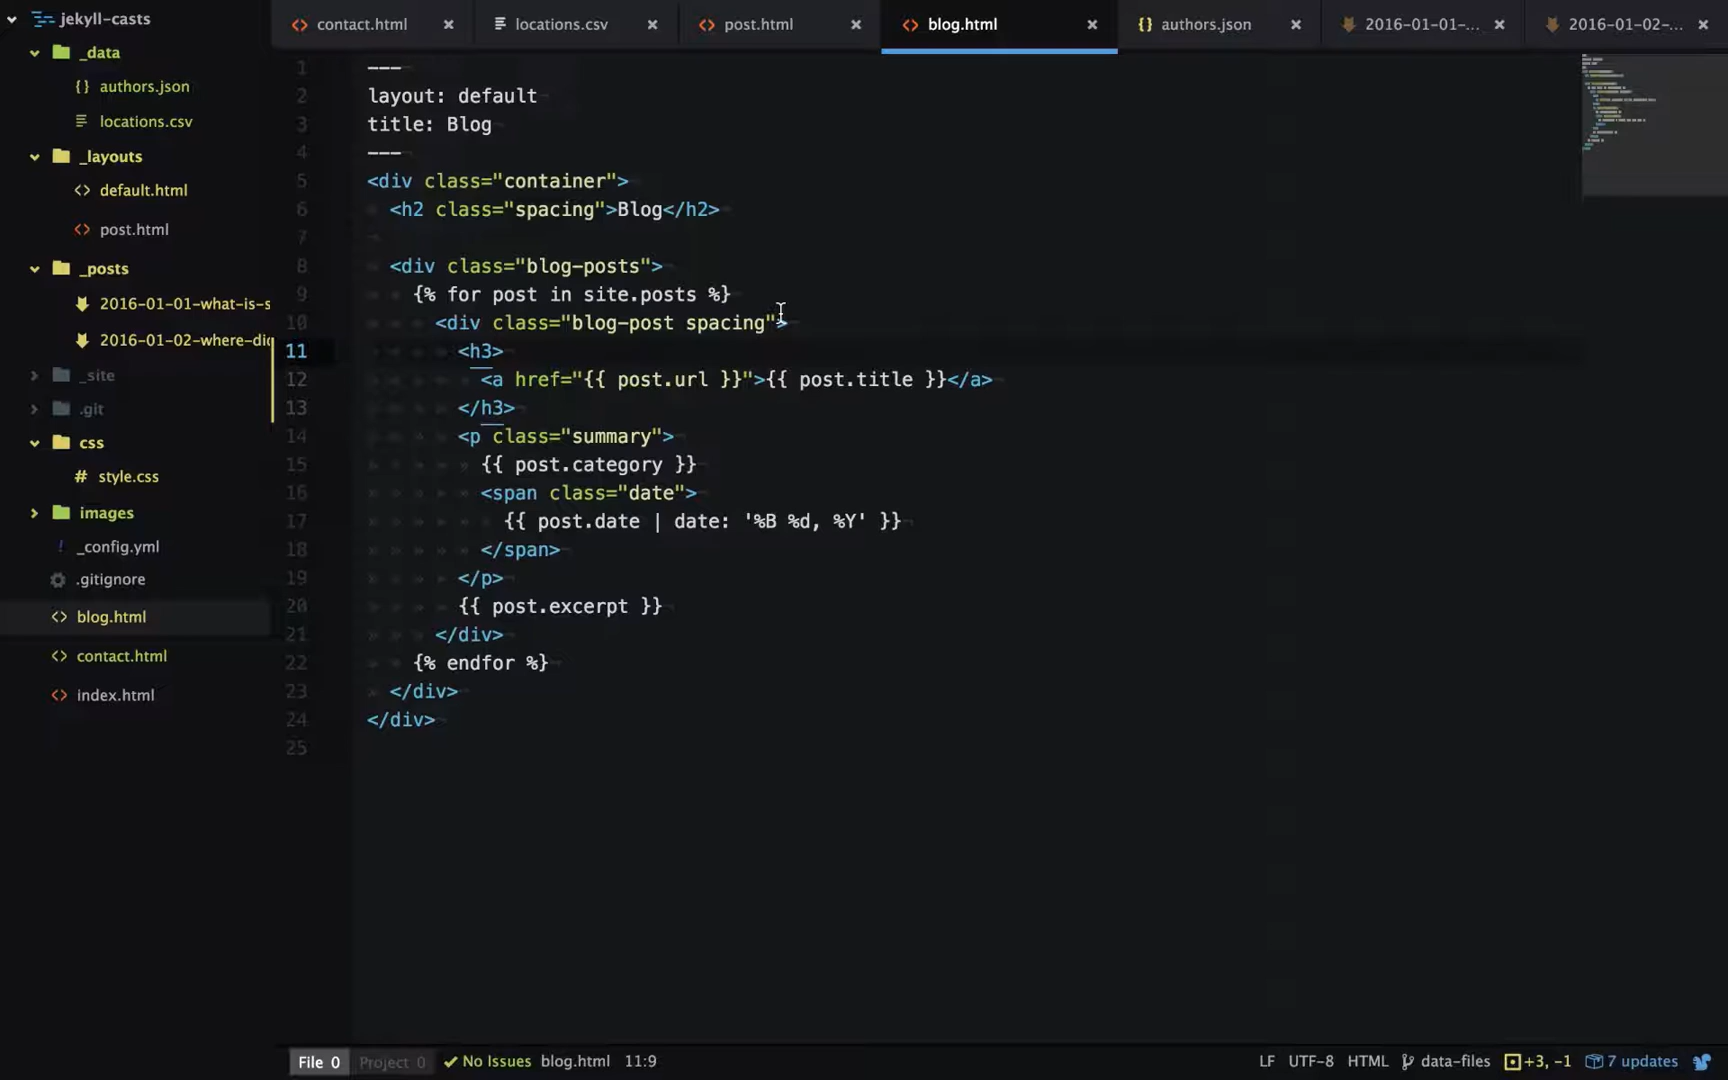 jekyll-casts
_data
authors.json
locations.csv
_layouts
default.html
post.html
_posts
2016-01-01-what-is-s
2016-01-02-where-dic
_site
.git
css
style.css
images
_config.yml
.gitignore
blog.html
contact.html
index.html
contact.html
locations.csv
post.html
blog.html
authors.json
2016-01-01-...
2016-01-02-...
1 ---
2 layout: default
3 title: Blog
4 ---
5 <div class="container">
6 <h2 class="spacing">Blog</h2>
7
8 <div class="blog-posts">
9 {% for post in site.posts %}
10 <div class="blog-post spacing">
11 <h3>
12 <a href="{{ post.url }}">{{ post.title }}</a>
13 </h3>
14 <p class="summary">
15 {{ post.category }}
16 <span class="date">
17 {{ post.date | date: '%B %d, %Y' }}
18 </span>
19 </p>
20 {{ post.excerpt }}
21 </div>
22 {% endfor %}
23 </div>
24 </div>
25
File 0 Project 0 No Issues blog.html 11:9 LF UTF-8 HTML data-files +3, -1 7 updates